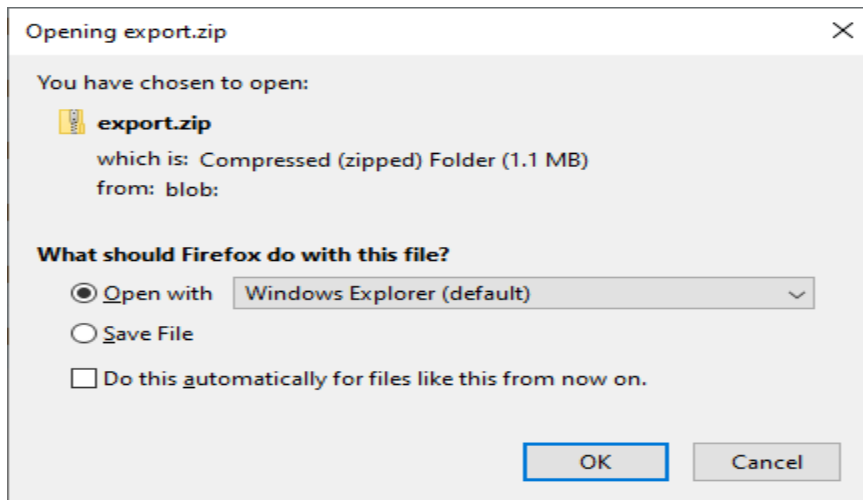 Opening export.zip
You have chosen to open:
export.zip
which is: Compressed (zipped) Folder (1.1 MB)
from: blob:
What should Firefox do with this file?
Open with Windows Explorer (default)
Save File
Do this automatically for files like this from now on.
OK Cancel